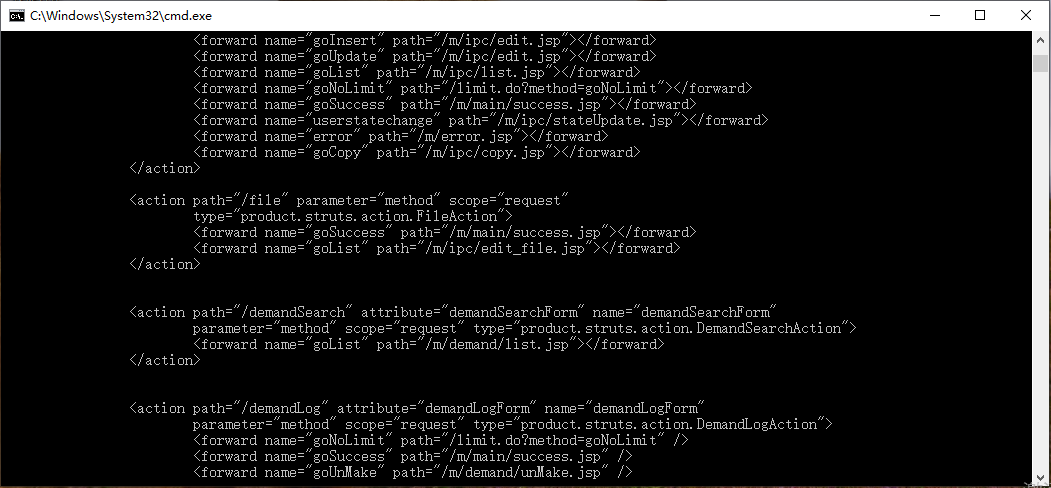 C:\Windows\System32\cmd.exe
<forward name="goInsert" path="/m/ipc/edit.jsp"></forward>
<forward name="goUpdate" path="/m/ipc/edit.jsp"></forward>
<forward name="goList" path="/m/ipc/list.jsp"></forward>
<forward name="goNoLimit" path="/limit.do?method=goNoLimit"></forward>
<forward name="goSuccess" path="/m/main/success.jsp"></forward>
<forward name="userstatechange" path="/m/ipc/stateUpdate.jsp"></forward>
<forward name="error" path="/m/error.jsp"></forward>
<forward name="goCopy" path="/m/ipc/copy.jsp"></forward>
</action>
<action path="/file" parameter="method" scope="request"
type="product.struts.action.FileAction">
<forward name="goSuccess" path="/m/main/success.jsp"></forward>
<forward name="goList" path="/m/ipc/edit_file.jsp"></forward>
</action>
<action path="/demandSearch" attribute="demandSearchForm" name="demandSearchForm"
parameter="method" scope="request" type="product.struts.action.DemandSearchAction">
<forward name="goList" path="/m/demand/list.jsp"></forward>
</action>
<action path="/demandLog" attribute="demandLogForm" name="demandLogForm"
parameter="method" scope="request" type="product.struts.action.DemandLogAction">
<forward name="goNoLimit" path="/limit.do?method=goNoLimit" />
<forward name="goSuccess" path="/m/main/success.jsp" />
<forward name="goUnMake" path="/m/demand/unMake.jsp" />